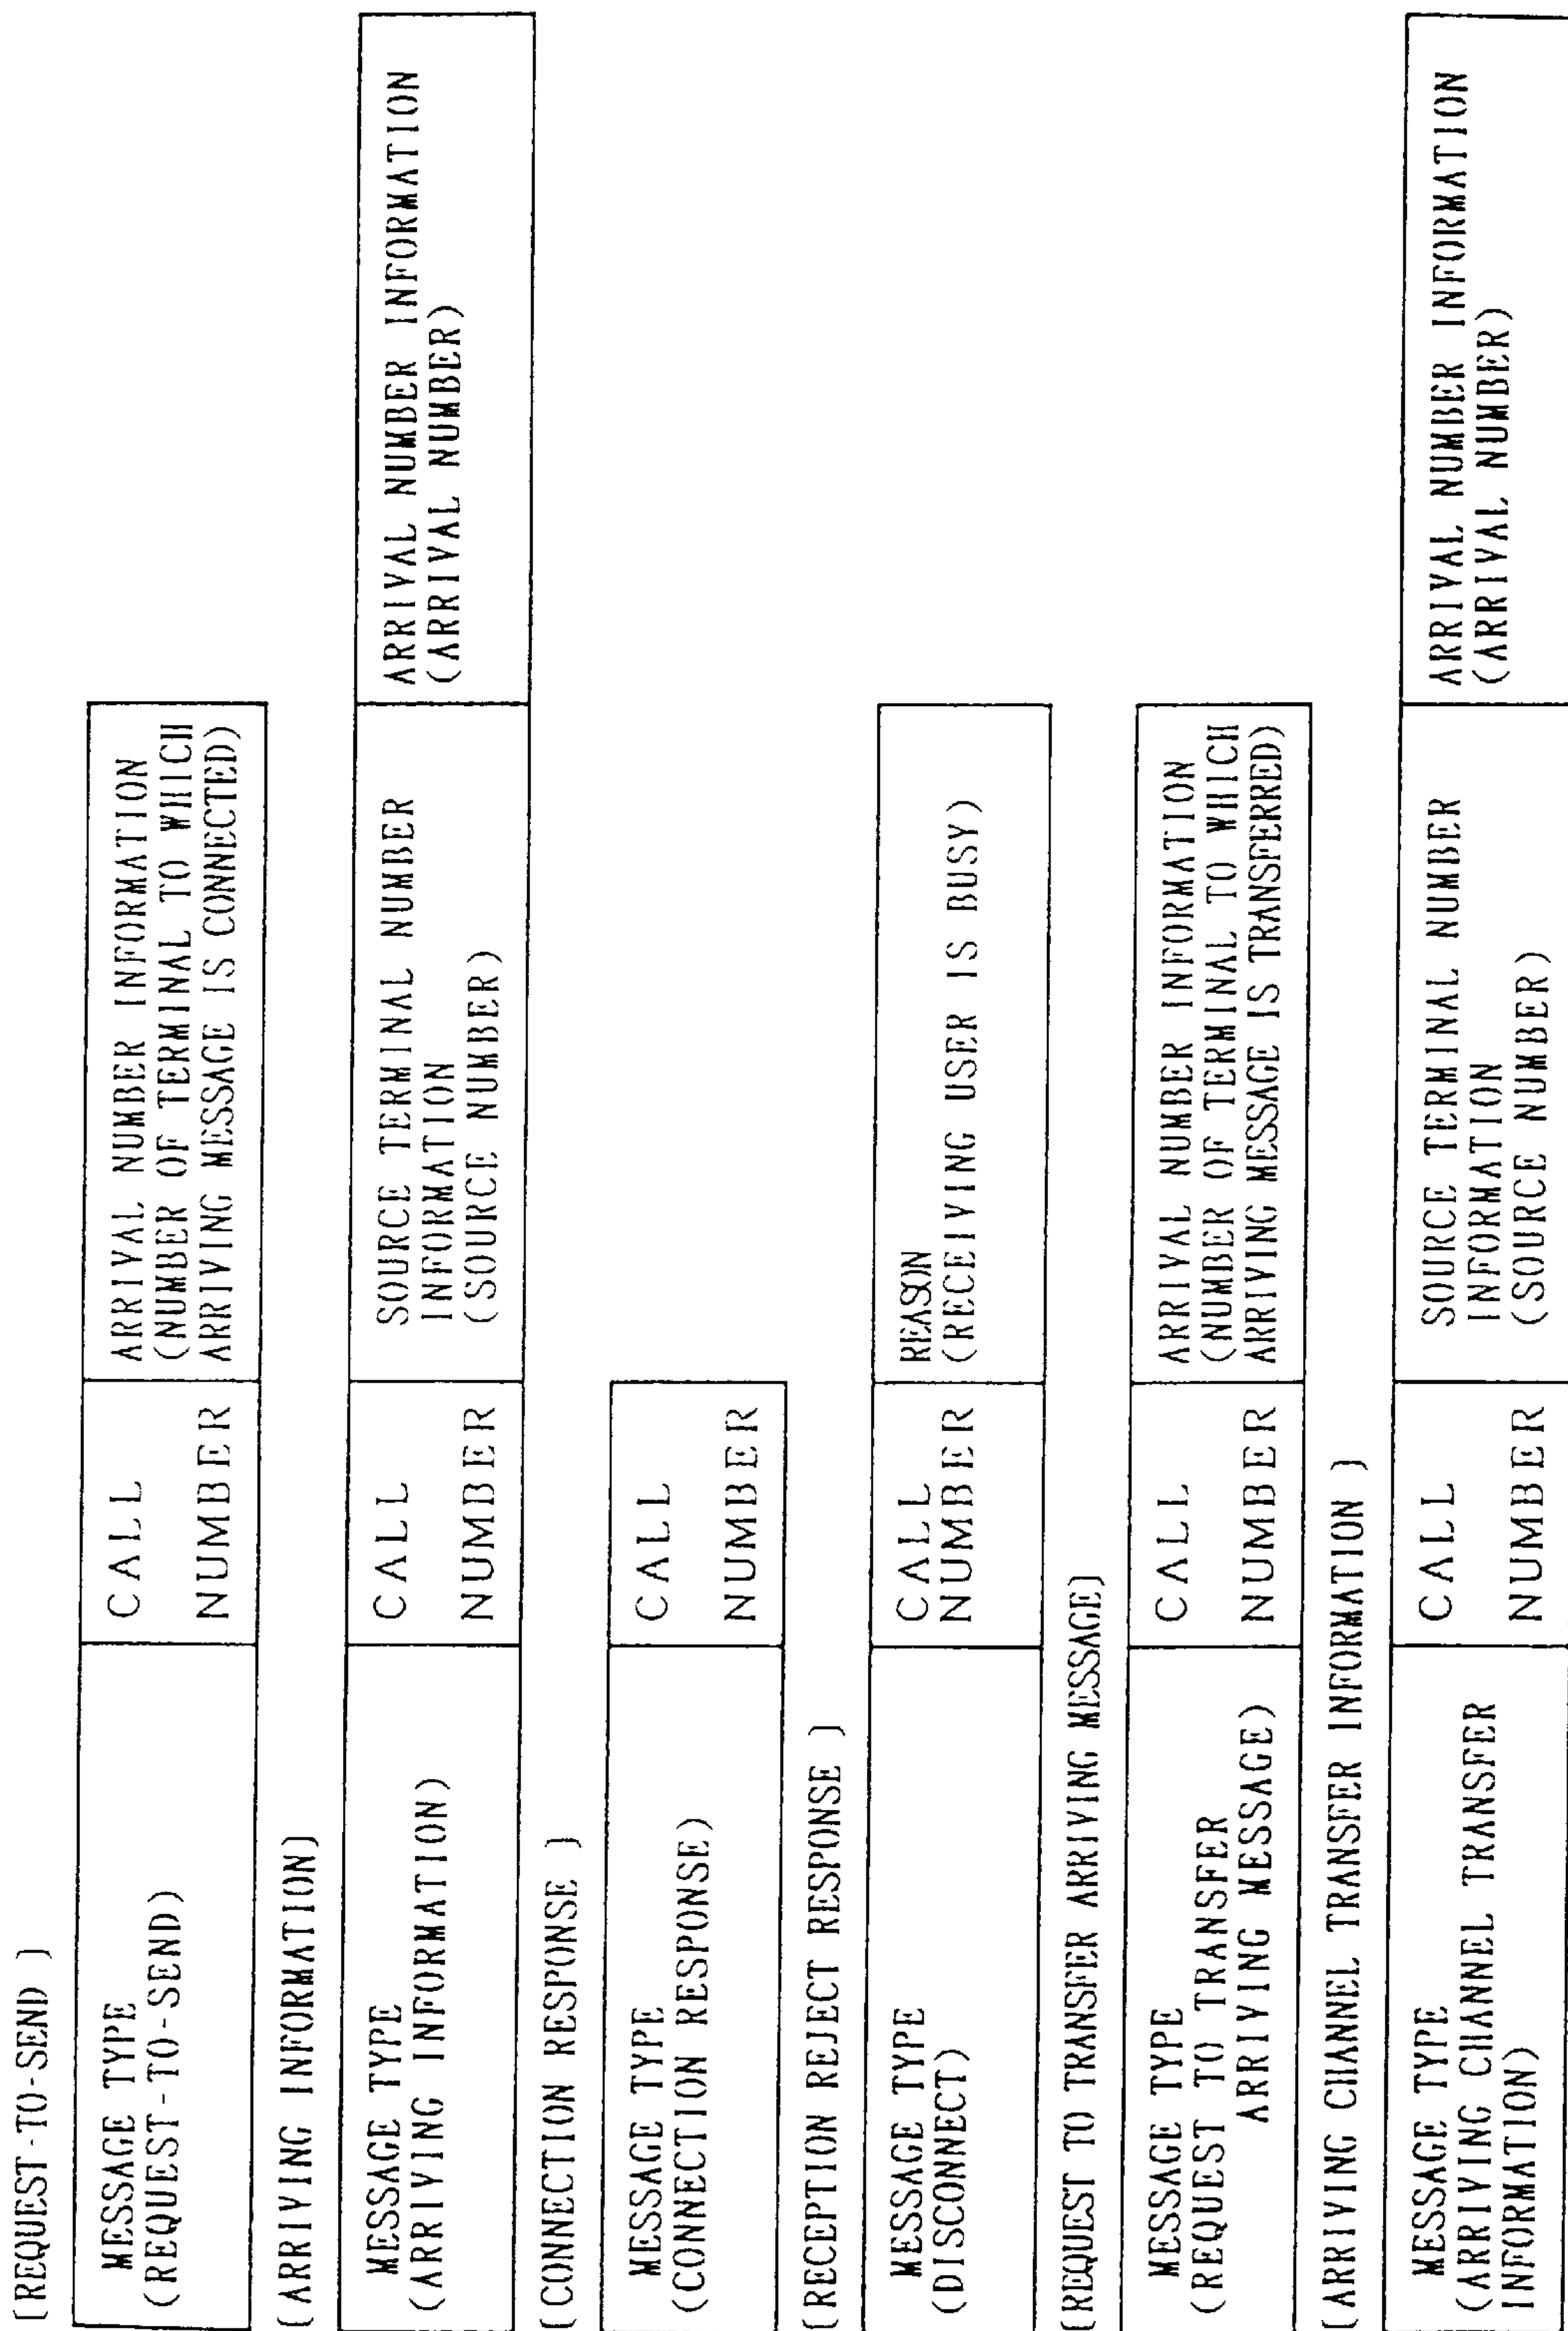 [REQUEST-TO-SEND ]
MESSAGE TYPE
(REQUEST-TO-SEND)
CALL
NUMBER
ARRIVAL NUMBER INFORMATION
(NUMBER OF TERMINAL TO WHICH
ARRIVING MESSAGE IS CONNECTED)
[ARRIVING INFORMATION]
MESSAGE TYPE
(ARRIVING INFORMATION)
CALL
NUMBER
SOURCE TERMINAL NUMBER
INFORMATION
(SOURCE NUMBER)
ARRIVAL NUMBER INFORMATION
(ARRIVAL NUMBER)
[CONNECTION RESPONSE ]
MESSAGE TYPE
(CONNECTION RESPONSE)
CALL
NUMBER
[RECEPTION REJECT RESPONSE ]
MESSAGE TYPE
(DISCONNECT)
CALL
NUMBER
REASON
(RECEIVING USER IS BUSY)
[REQUEST TO TRANSFER ARRIVING MESSAGE]
MESSAGE TYPE
(REQUEST TO TRANSFER
ARRIVING MESSAGE)
CALL
NUMBER
ARRIVAL NUMBER INFORMATION
(NUMBER OF TERMINAL TO WHICH
ARRIVING MESSAGE IS TRANSFERRED)
[ARRIVING CHANNEL TRANSFER INFORMATION ]
MESSAGE TYPE
(ARRIVING CHANNEL TRANSFER
INFORMATION)
CALL
NUMBER
SOURCE TERMINAL NUMBER
INFORMATION
(SOURCE NUMBER)
ARRIVAL NUMBER INFORMATION
(ARRIVAL NUMBER)